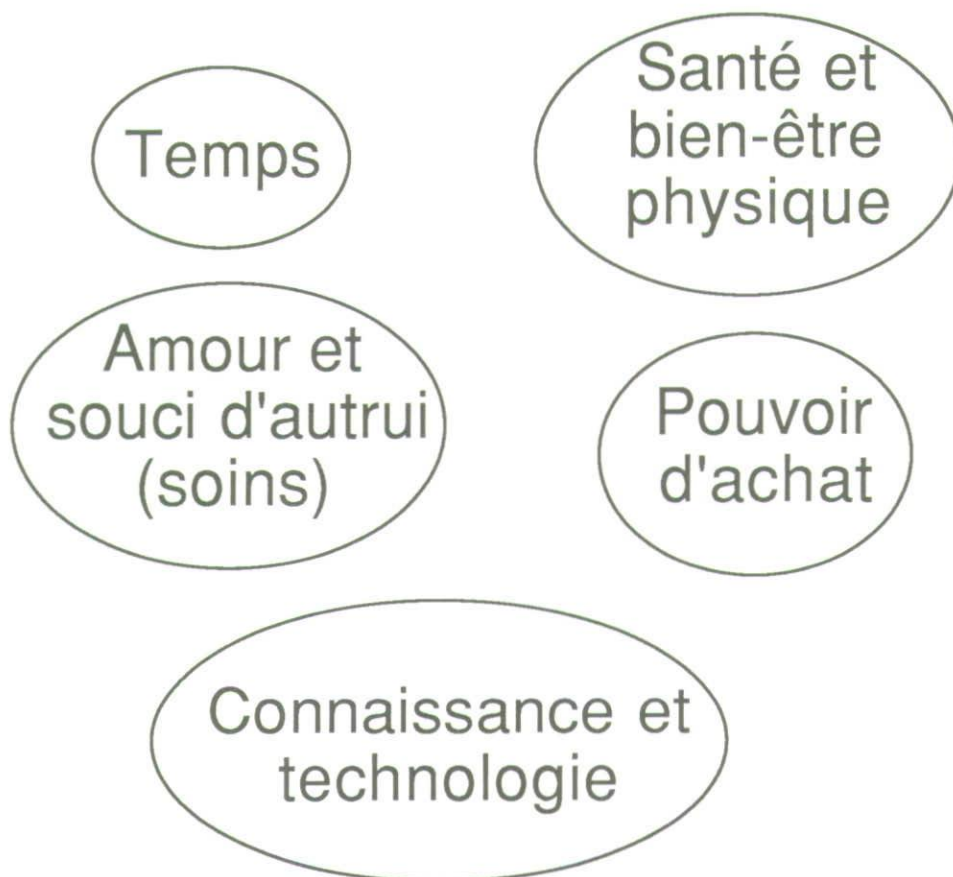 Temps
Santé et
bien-être
physique
Amour et
souci d'autrui
(soins)
Pouvoir
d'achat
Connaissance et
technologie